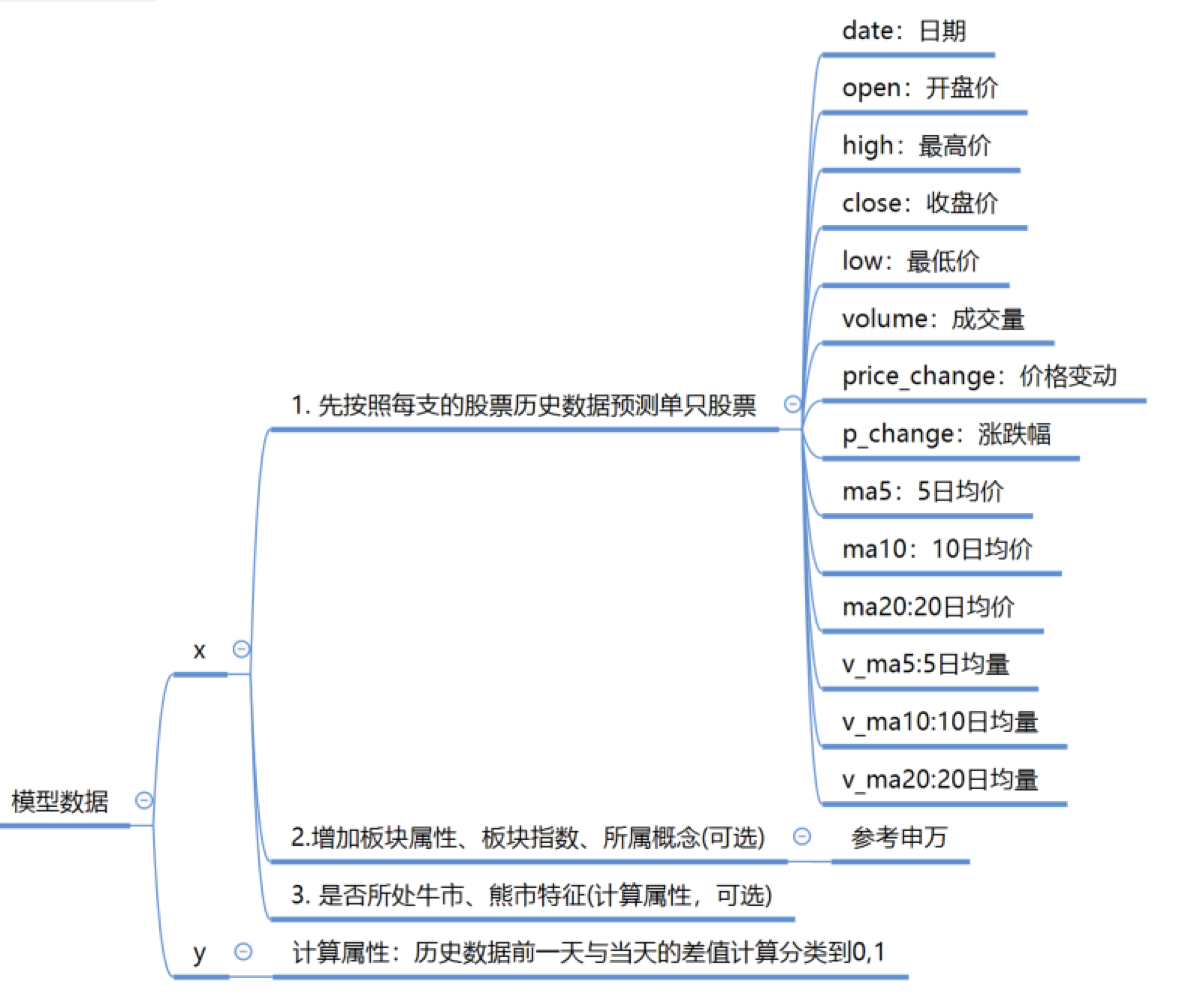 模型数据
x
1. 先按照每支的股票历史数据预测单只股票
date：日期
open：开盘价
high：最高价
close：收盘价
low：最低价
volume：成交量
price_change：价格变动
p_change：涨跌幅
ma5：5日均价
ma10：10日均价
ma20:20日均价
v_ma5:5日均量
v_ma10:10日均量
v_ma20:20日均量
2.增加板块属性、板块指数、所属概念(可选)
参考申万
3. 是否所处牛市、熊市特征(计算属性，可选)
y
计算属性：历史数据前一天与当天的差值计算分类到0,1